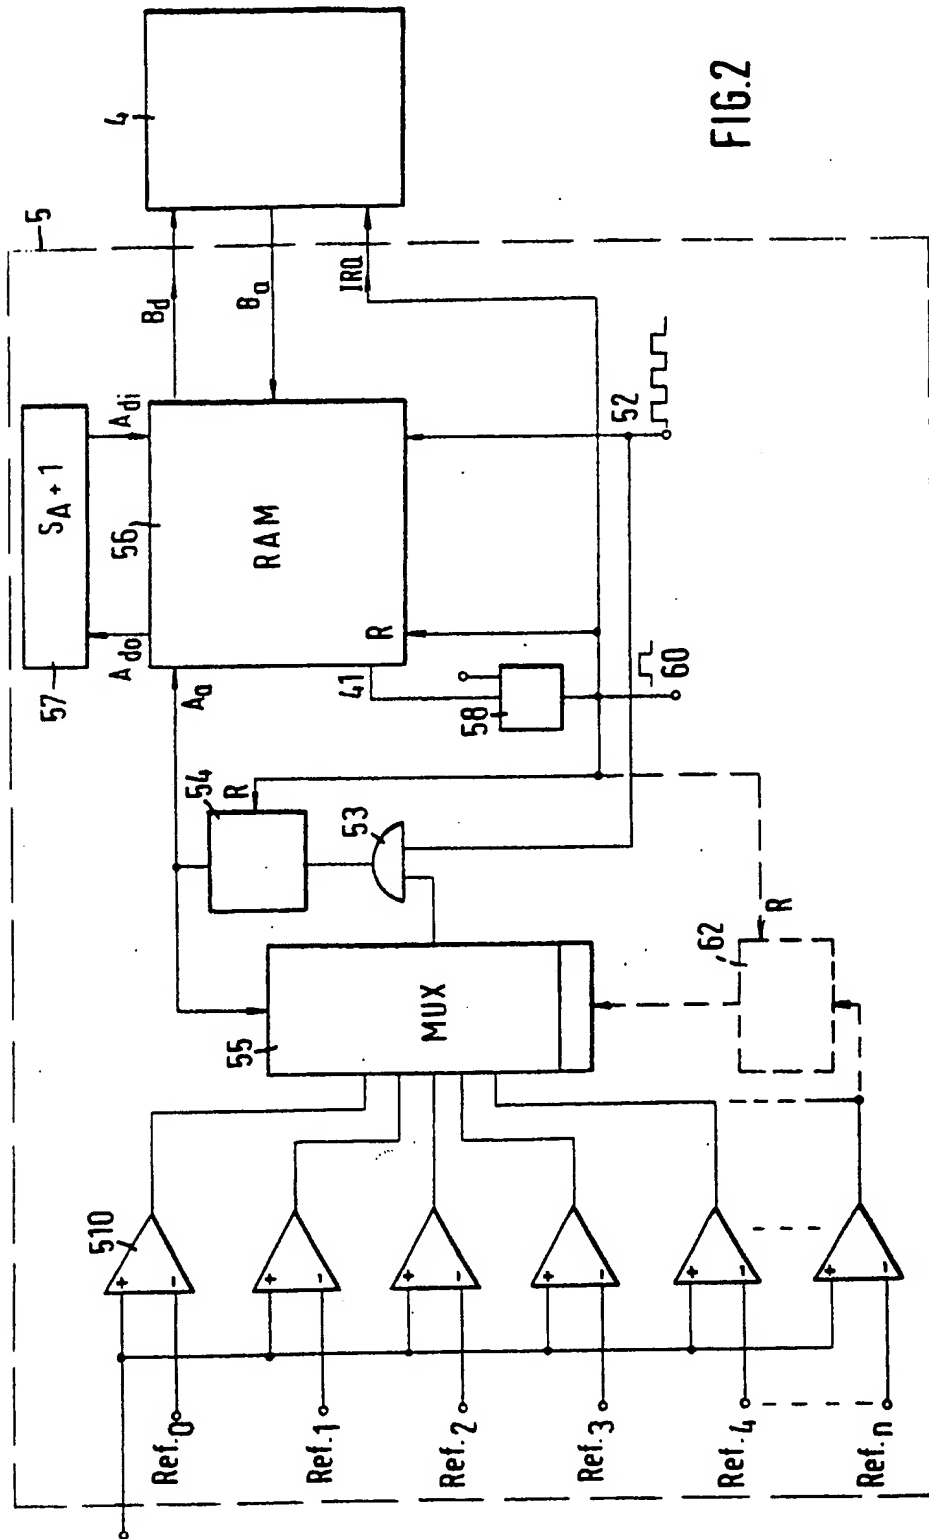 5
4
57
S_A + 1
A_do
A_di
B_d
56
RAM
B_a
A_a
R
41
IRQ
58
54
R
60
52
53
55
MUX
62
R
510
+
-
+
-
+
-
+
-
+
-
+
-
Ref.0
Ref.1
Ref.2
Ref.3
Ref.4
Ref.n
FIG.2